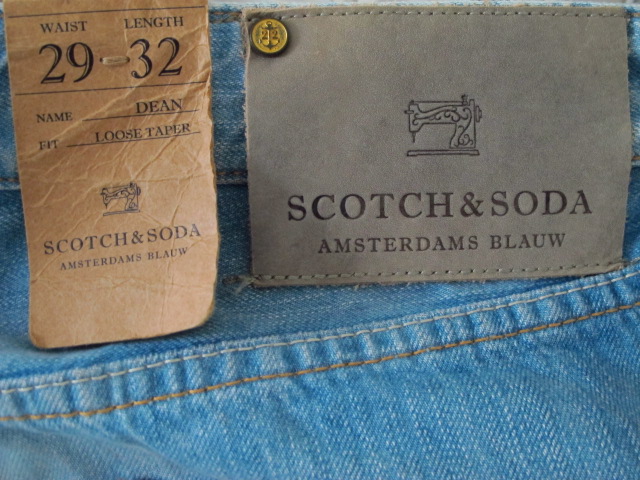 WAIST LENGTH
29-32
NAME DEAN
FIT LOOSE TAPER
SCOTCH & SODA
AMSTERDAMS BLAUW
SCOTCH & SODA
AMSTERDAMS BLAUW